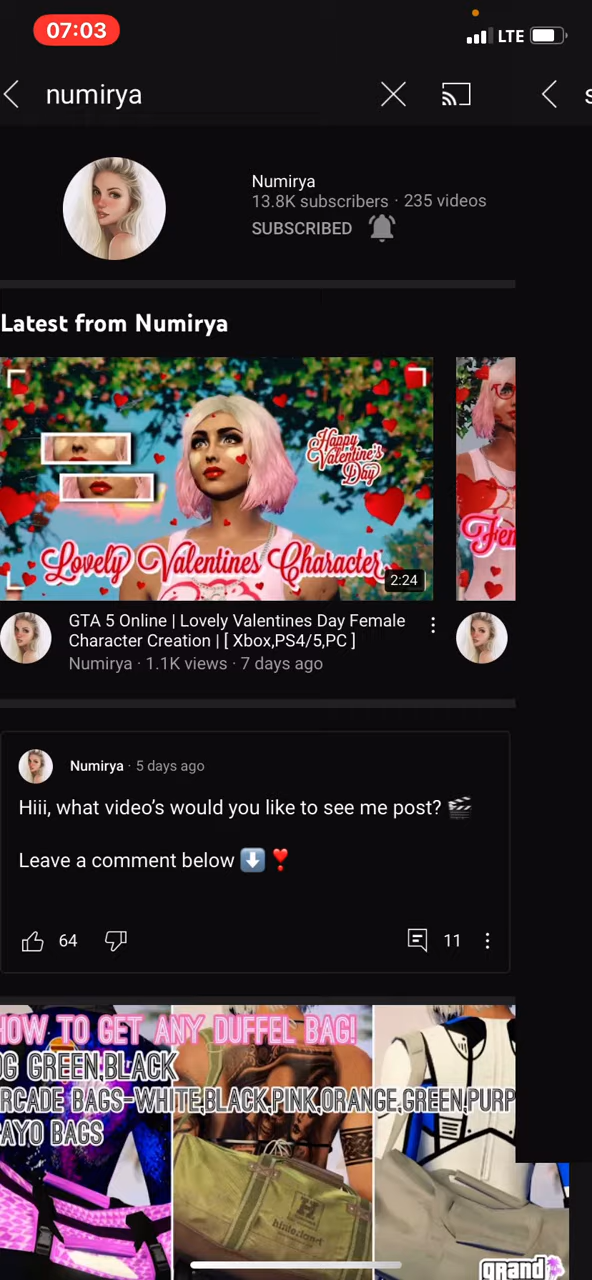 07:03
LTE
numirya
Numirya
13.8K subscribers · 235 videos
SUBSCRIBED
Latest from Numirya
Happy
Valentine's
Day
Lovely Valentines Character
Fem
2:24
GTA 5 Online | Lovely Valentines Day Female
Character Creation | [ Xbox,PS4/5,PC ]
Numirya · 1.1K views · 7 days ago
Numirya · 5 days ago
Hiii, what video's would you like to see me post? 🎬
Leave a comment below ⬇️ ❣️
64
11
HOW TO GET ANY DUFFEL BAG!
OG GREEN,BLACK
RCADE BAGS-WHITE,BLACK,PINK,ORANGE,GREEN,PURP
AYO BAGS
H
hinterland
grand